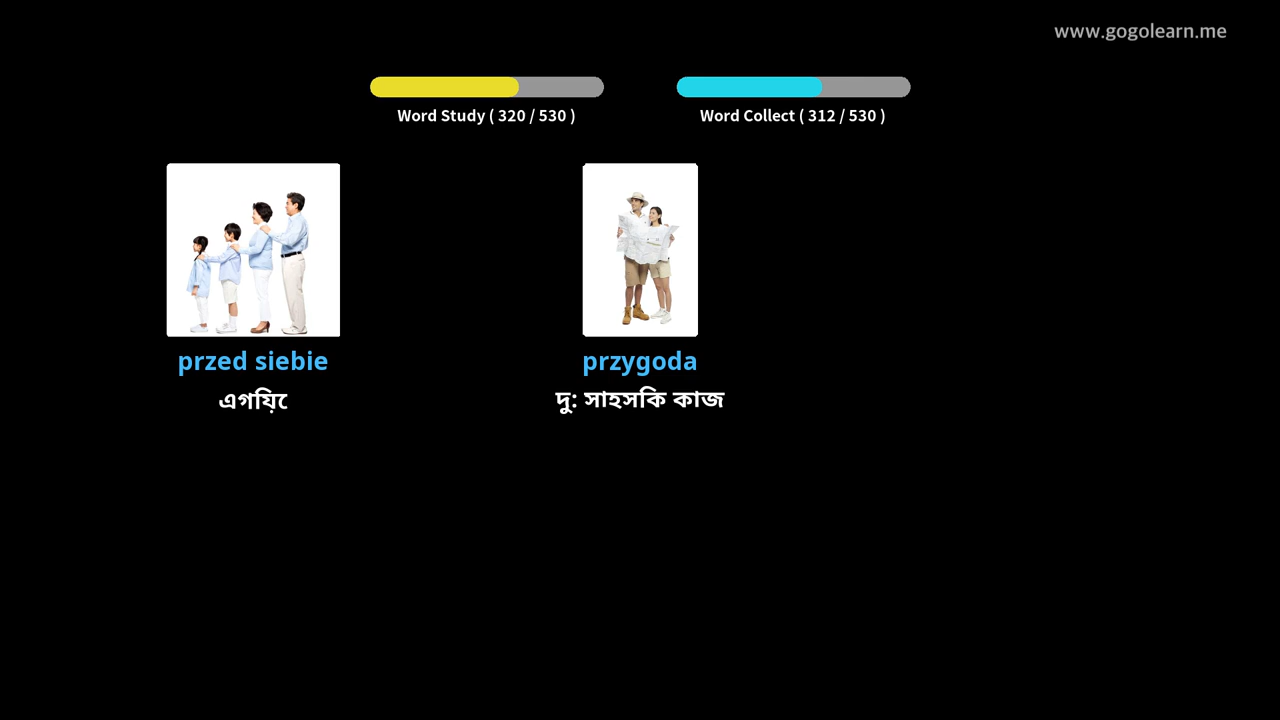 www.gogolearn.me
Word Study ( 320 / 530 )
Word Collect ( 312 / 530 )
przed siebie
przygoda
এগিয়ে
দু: সাহসিক কাজ